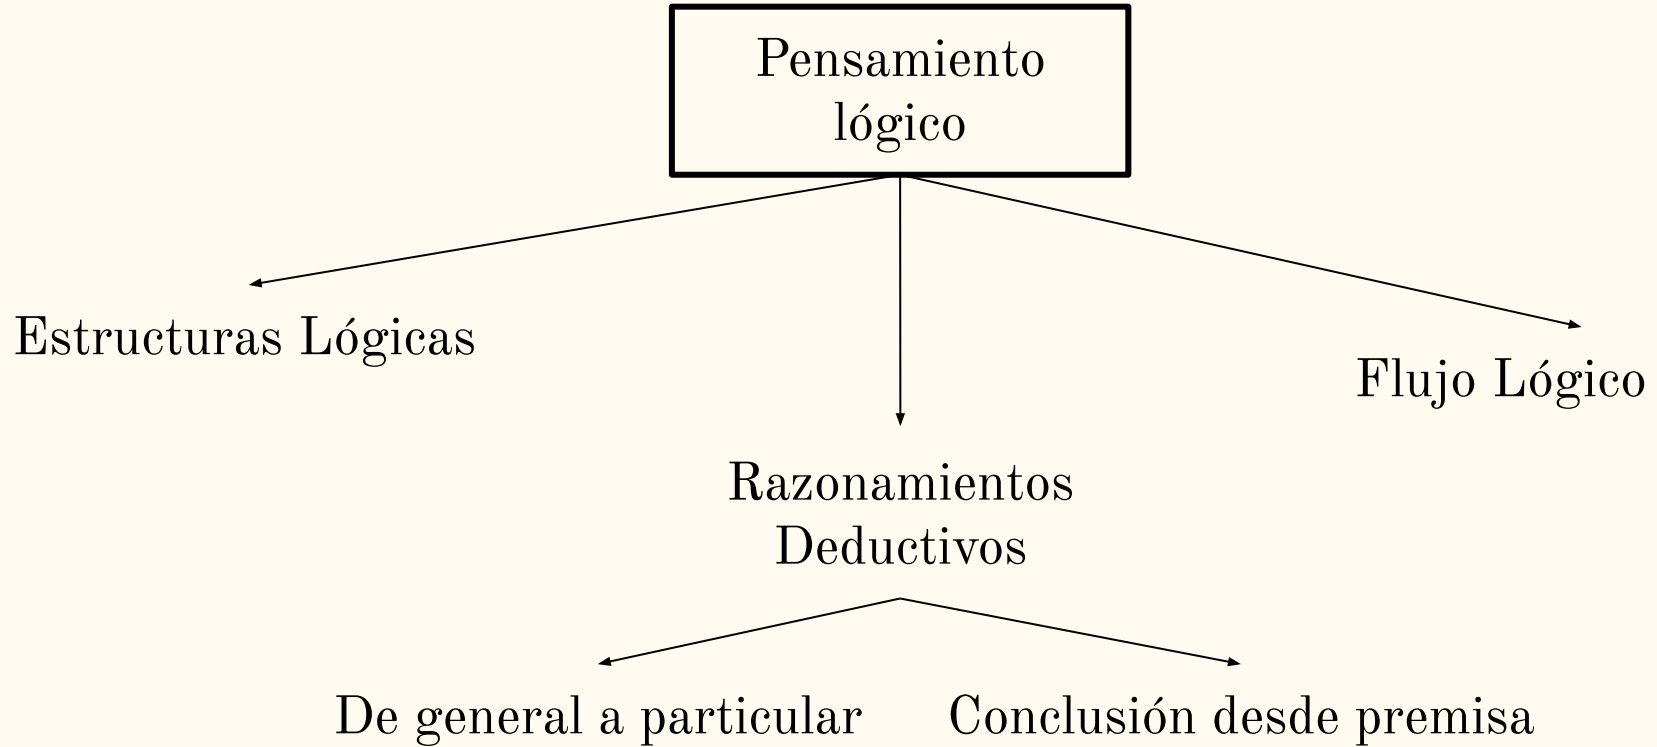 Pensamiento
lógico
Estructuras Lógicas
Flujo Lógico
Razonamientos
Deductivos
De general a particular
Conclusión desde premisa